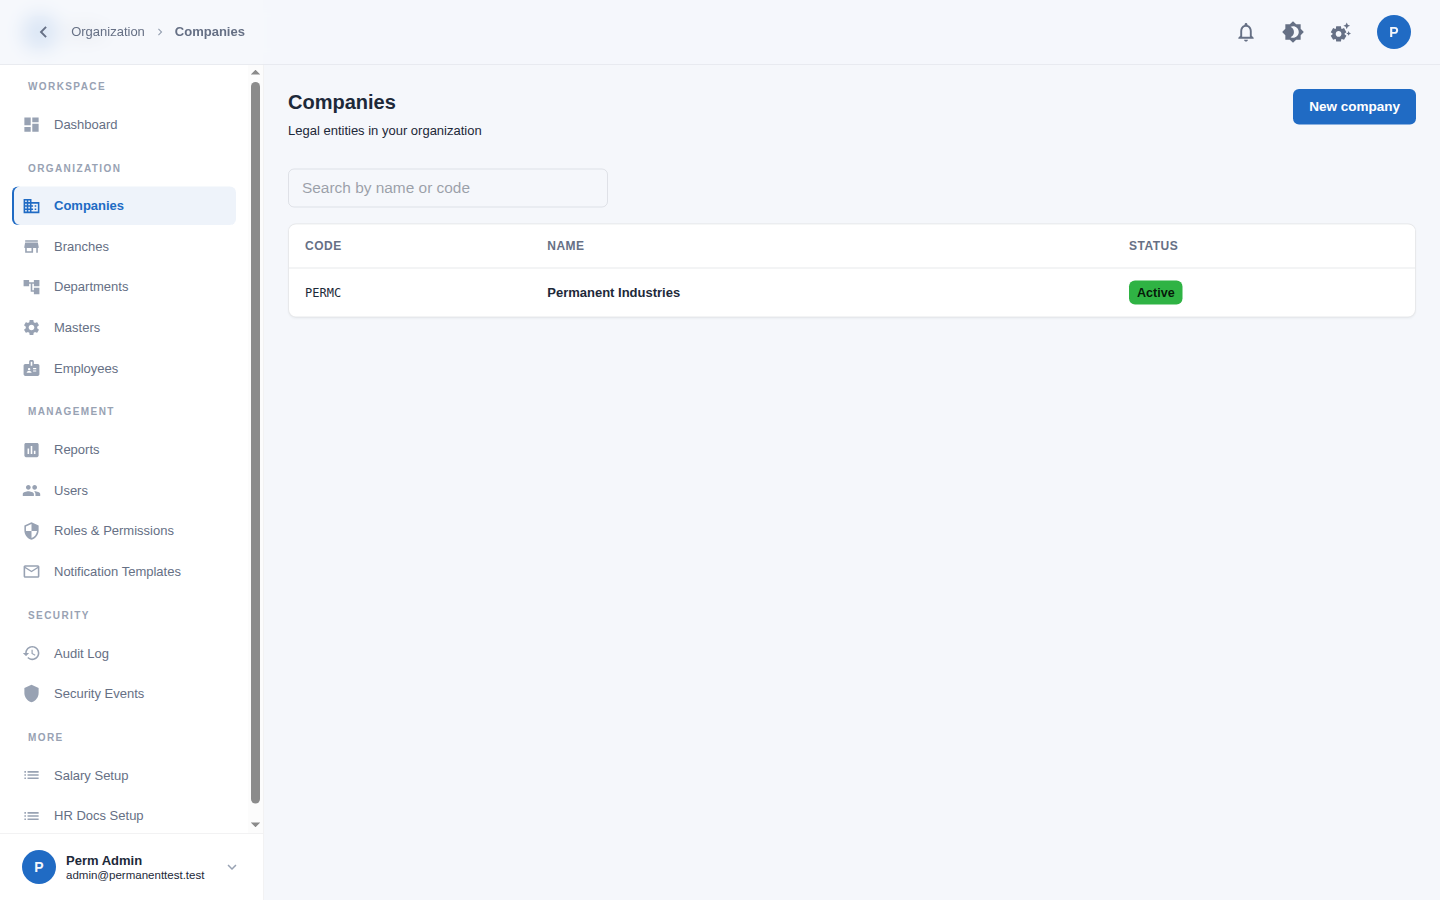 Organization
Companies
P
WORKSPACE
Dashboard
ORGANIZATION
Companies
Branches
Departments
Masters
Employees
MANAGEMENT
Reports
Users
Roles & Permissions
Notification Templates
SECURITY
Audit Log
Security Events
MORE
Salary Setup
HR Docs Setup
P
Perm Admin
admin@permanenttest.test
Companies
Legal entities in your organization
New company
Search by name or code
CODE NAME STATUS
PERMC Permanent Industries Active